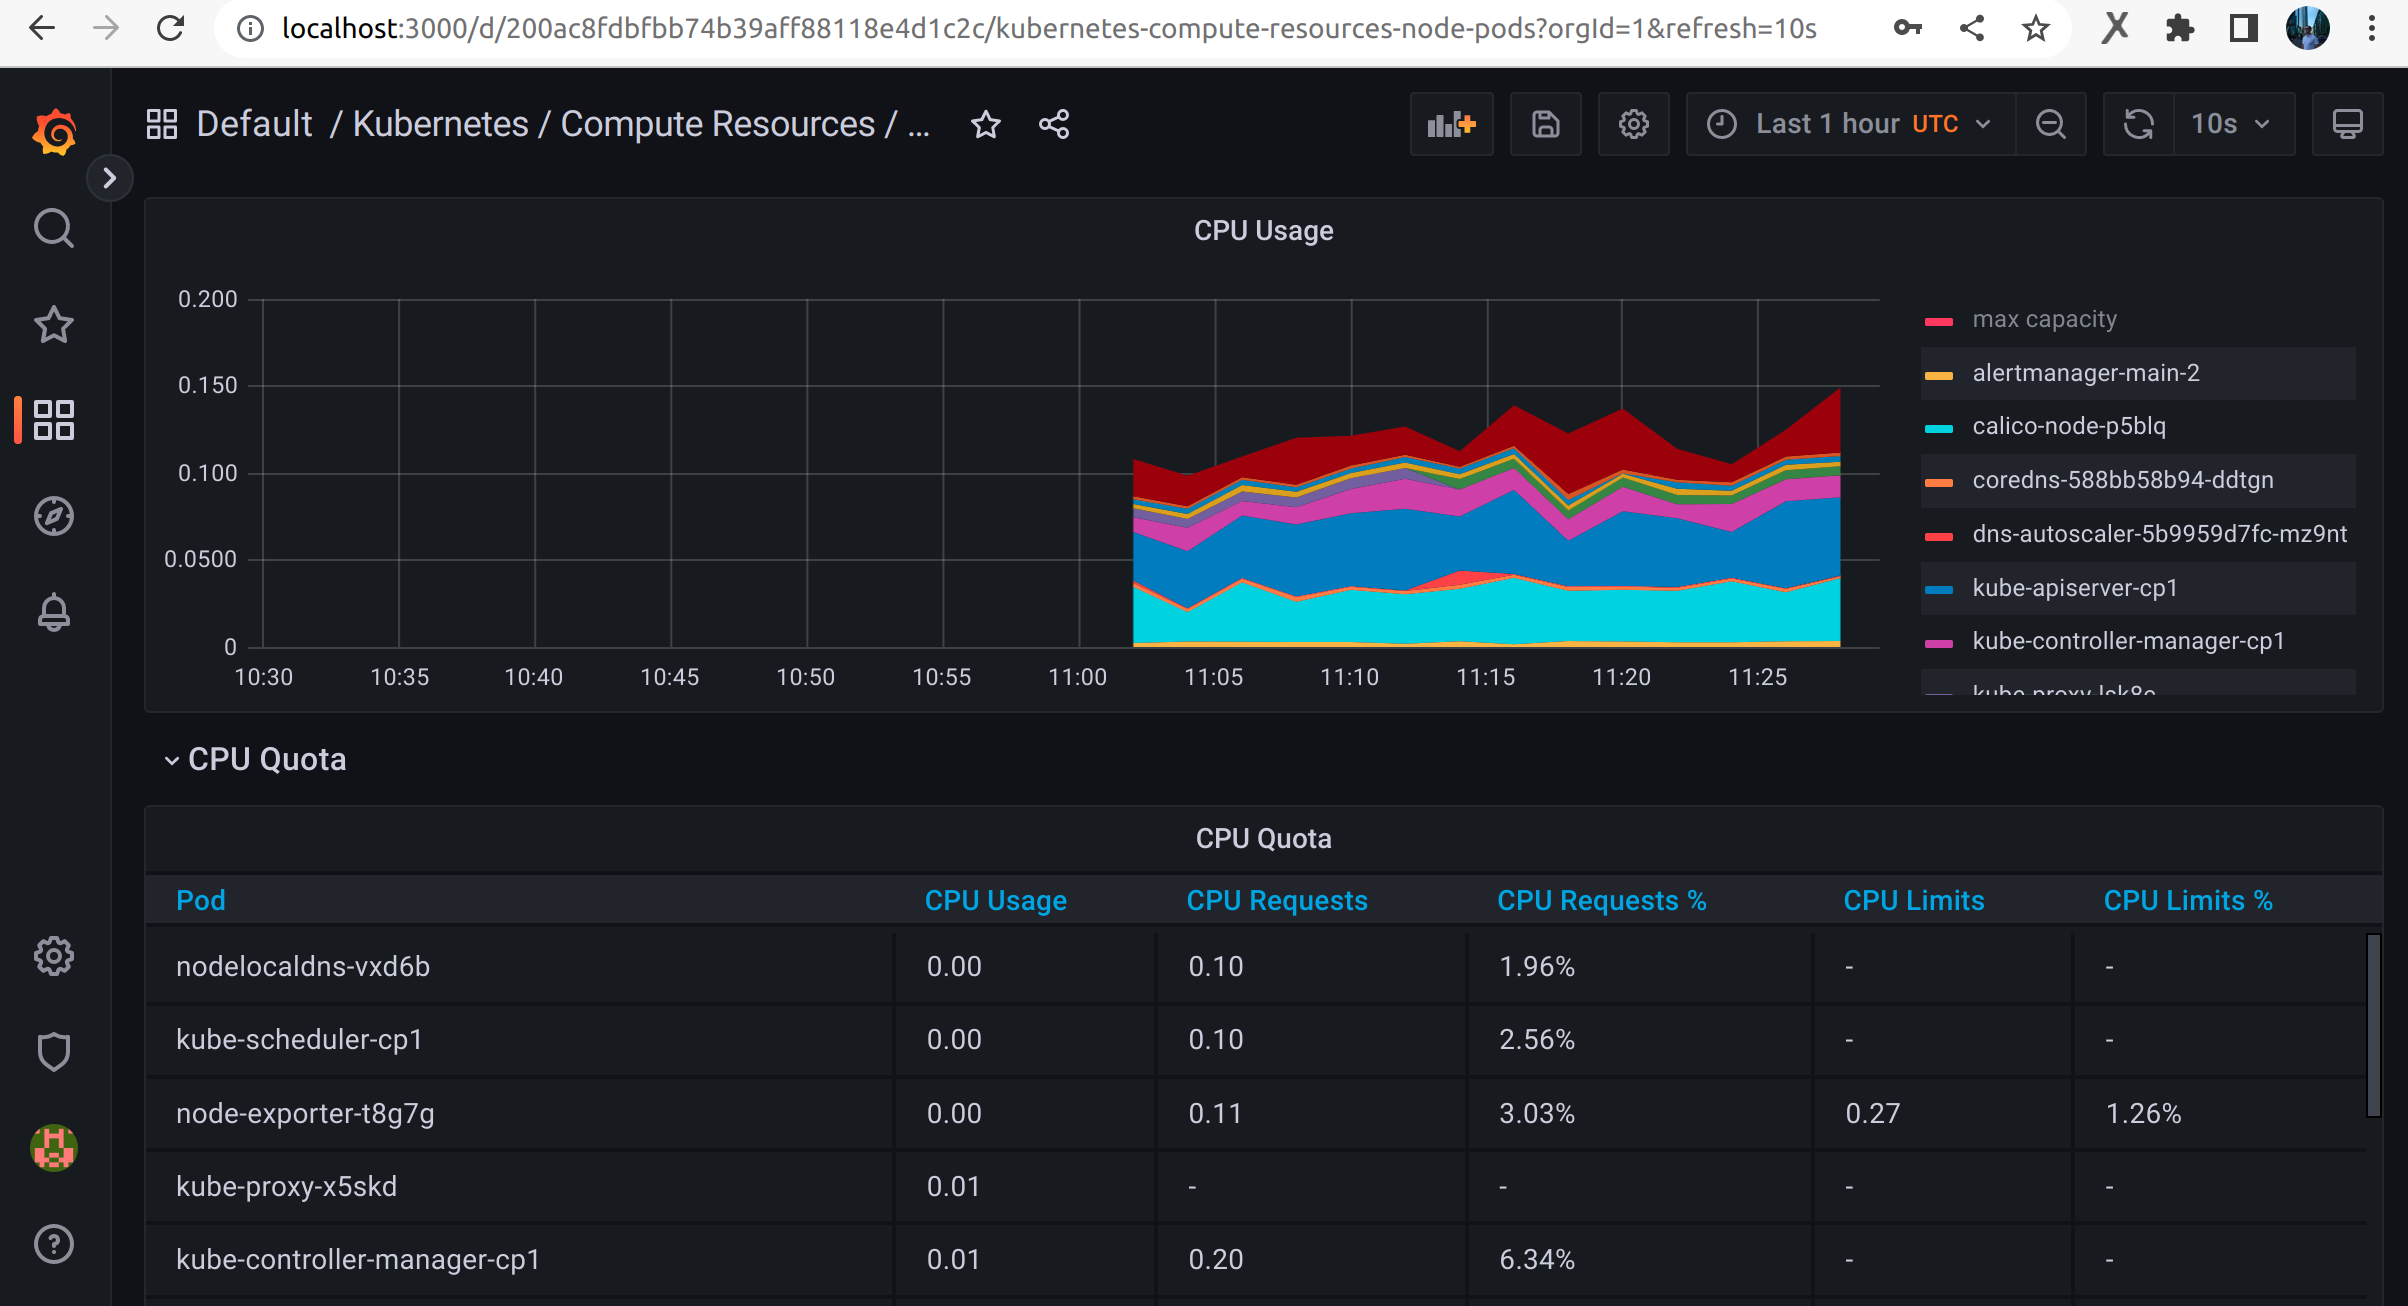 localhost:3000/d/200ac8fdbfbb74b39aff88118e4d1c2c/kubernetes-compute-resources-node-pods?orgId=1&refresh=10s
Default / Kubernetes / Compute Resources / ...
Last 1 hour UTC
10s
CPU Usage
0.200
0.150
0.100
0.0500
0
10:30 10:35 10:40 10:45 10:50 10:55 11:00 11:05 11:10 11:15 11:20 11:25
max capacity
alertmanager-main-2
calico-node-p5blq
coredns-588bb58b94-ddtgn
dns-autoscaler-5b9959d7fc-mz9nt
kube-apiserver-cp1
kube-controller-manager-cp1
CPU Quota
CPU Quota
Pod CPU Usage CPU Requests CPU Requests % CPU Limits CPU Limits %
nodelocaldns-vxd6b 0.00 0.10 1.96% - -
kube-scheduler-cp1 0.00 0.10 2.56% - -
node-exporter-t8g7g 0.00 0.11 3.03% 0.27 1.26%
kube-proxy-x5skd 0.01 - - - -
kube-controller-manager-cp1 0.01 0.20 6.34% - -